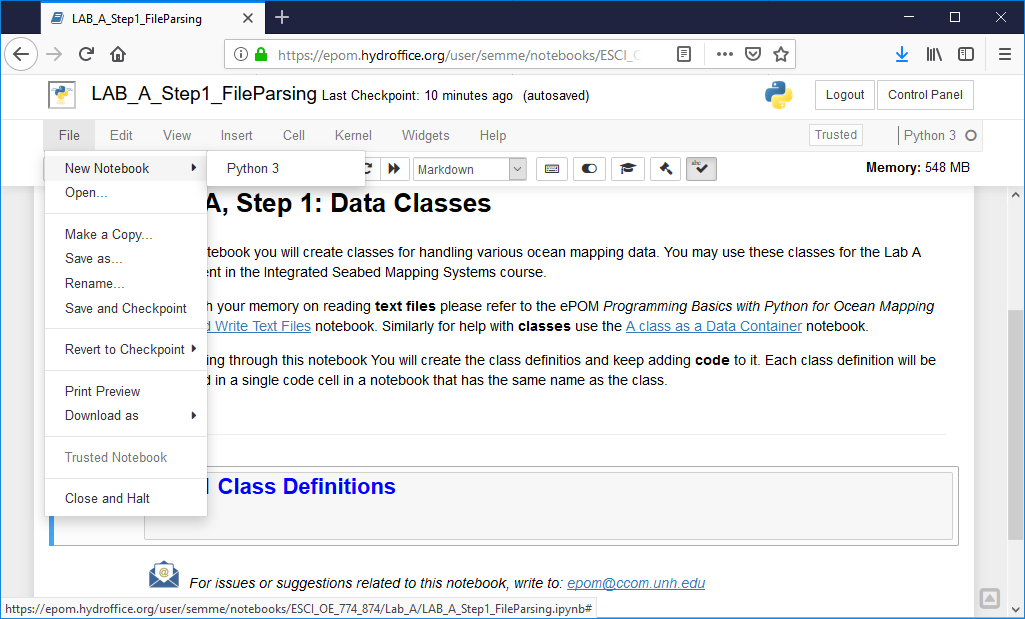 LAB_A_Step1_FileParsing
https://epom.hydroffice.org/user/semme/notebooks/ESCI_
LAB_A_Step1_FileParsing Last Checkpoint: 10 minutes ago (autosaved)
Logout
Control Panel
File Edit View Insert Cell Kernel Widgets Help
Trusted
Python 3
New Notebook
Python 3
Markdown
Memory: 548 MB
Open...
Make a Copy...
Save as...
Rename...
Save and Checkpoint
Revert to Checkpoint
Print Preview
Download as
Trusted Notebook
Close and Halt
A, Step 1: Data Classes
tebook you will create classes for handling various ocean mapping data. You may use these classes for the Lab A
nt in the Integrated Seabed Mapping Systems course.
h your memory on reading text files please refer to the ePOM Programming Basics with Python for Ocean Mapping
d Write Text Files notebook. Similarly for help with classes use the A class as a Data Container notebook.
ing through this notebook You will create the class definitios and keep adding code to it. Each class definition will be
d in a single code cell in a notebook that has the same name as the class.
Class Definitions
For issues or suggestions related to this notebook, write to: epom@ccom.unh.edu
https://epom.hydroffice.org/user/semme/notebooks/ESCI_OE_774_874/Lab_A/LAB_A_Step1_FileParsing.ipynb#